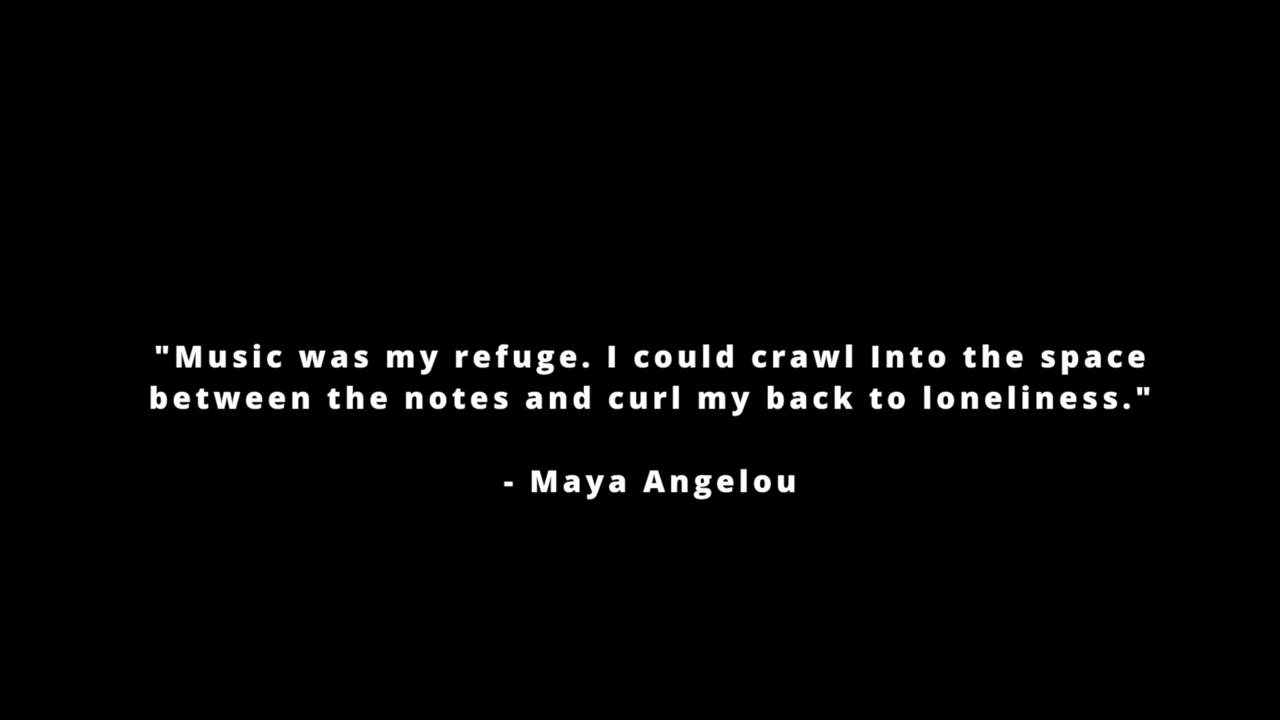 "Music was my refuge. I could crawl Into the space
between the notes and curl my back to loneliness."
- Maya Angelou